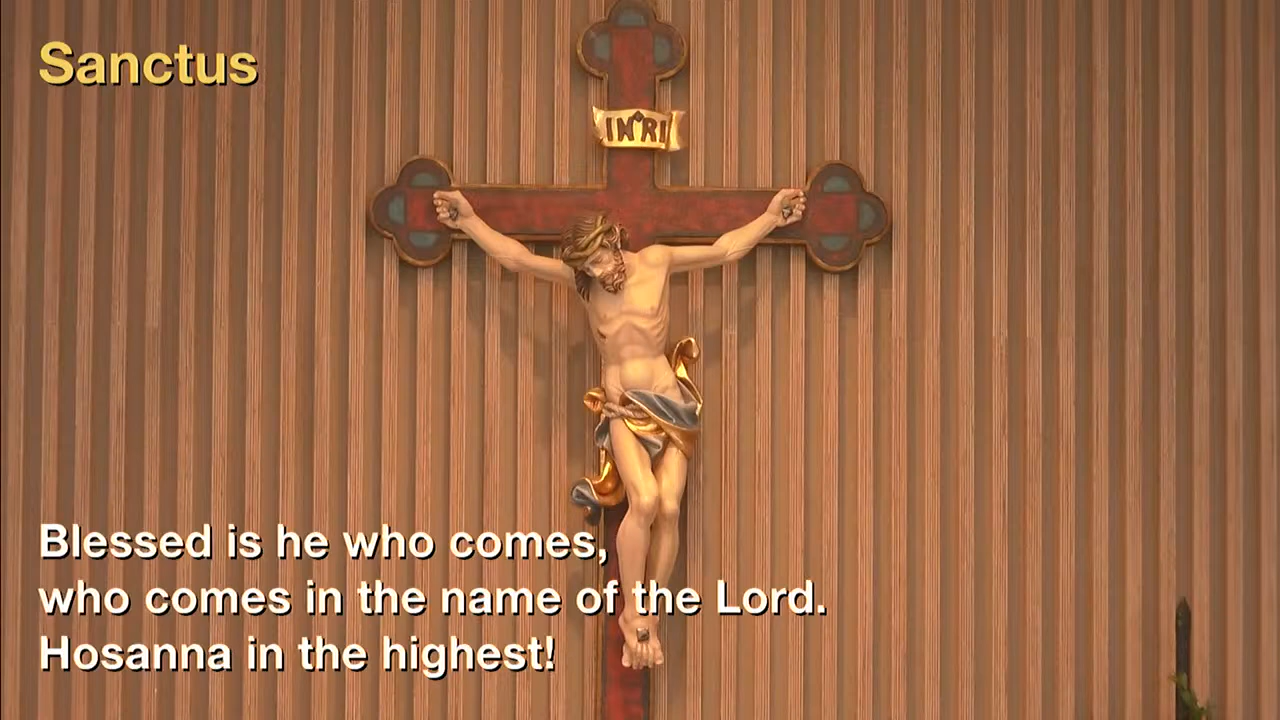 Sanctus
INRI
Blessed is he who comes,
who comes in the name of the Lord.
Hosanna in the highest!